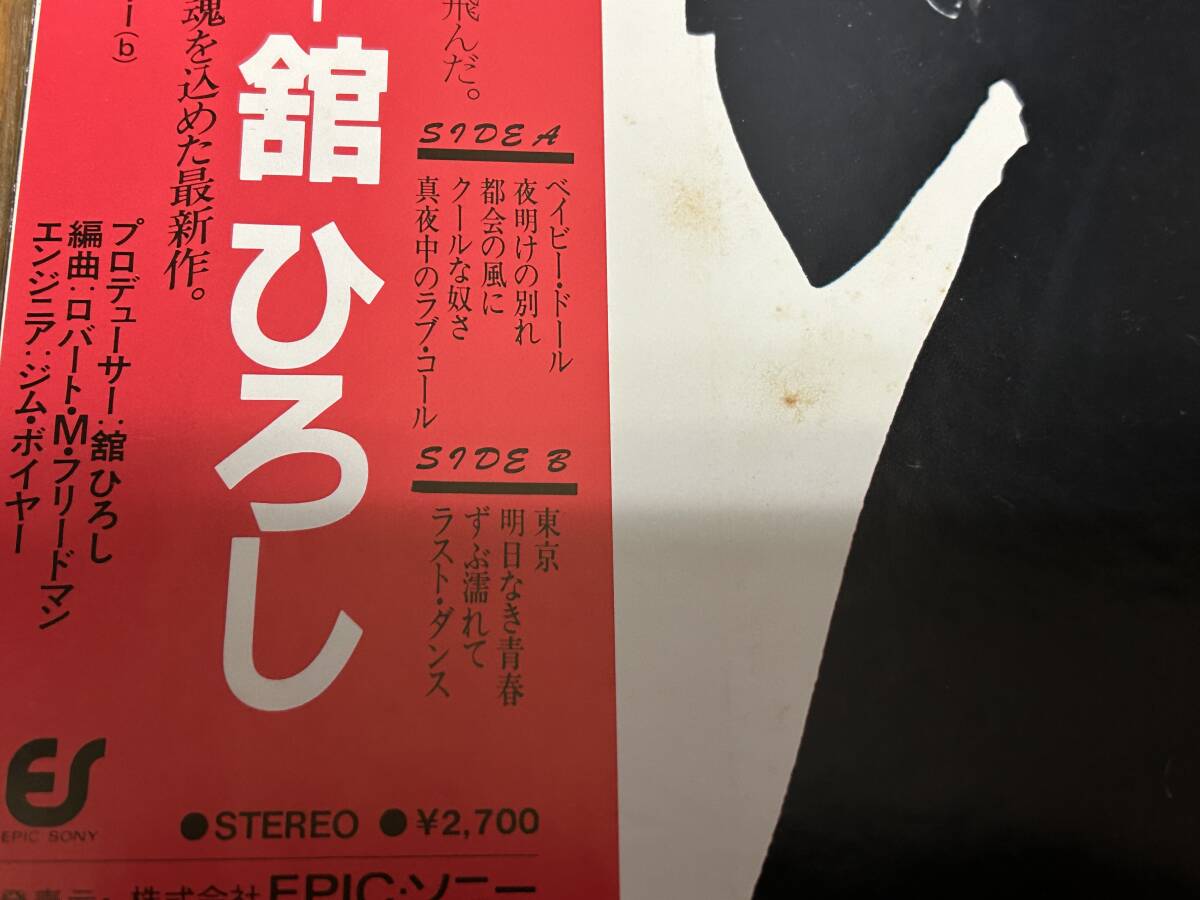 飛んだ。
SIDE A
ベイビー・ドール
夜明けの別れ
都会の風に
クールな奴さ
真夜中のラブ・コール
SIDE B
東京
明日なき青春
ずぶ濡れて
ラスト・ダンス
舘ひろし
魂を込めた最新作。
プロデューサー:舘ひろし
編曲:ロバート・M・フリードマン
エンジニア:ジム・ボイヤー
ー(b)
ES
EPIC SONY
●STEREO ●¥2,700
株式会社EPIC・ソニー